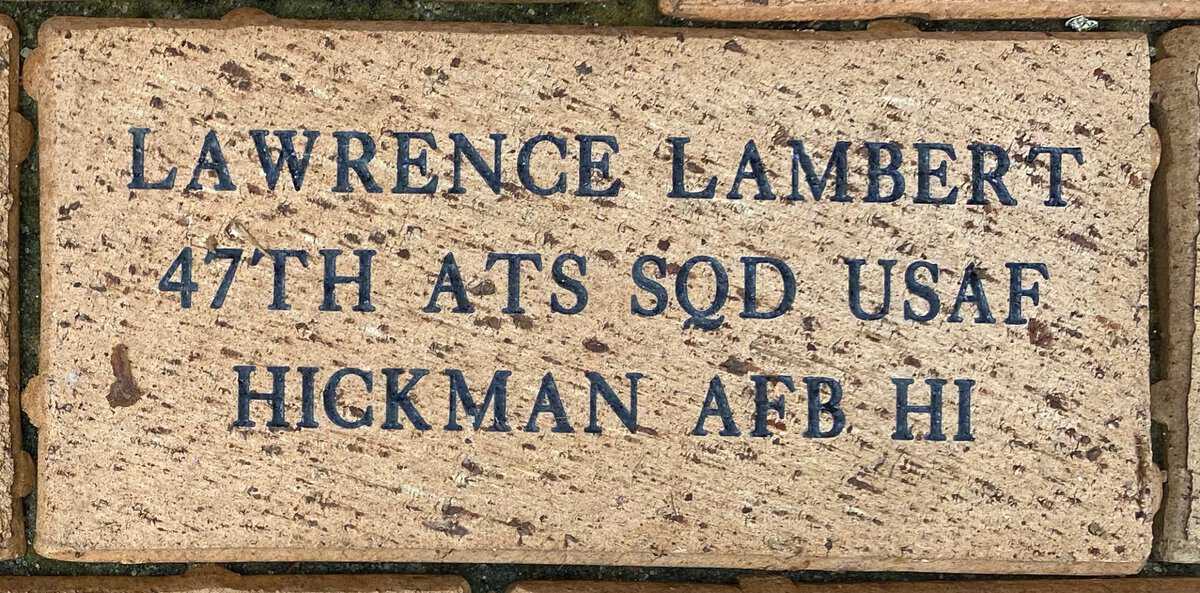 LAWRENCE LAMBERT
47TH ATS SQD USAF
HICKMAN AFB HI